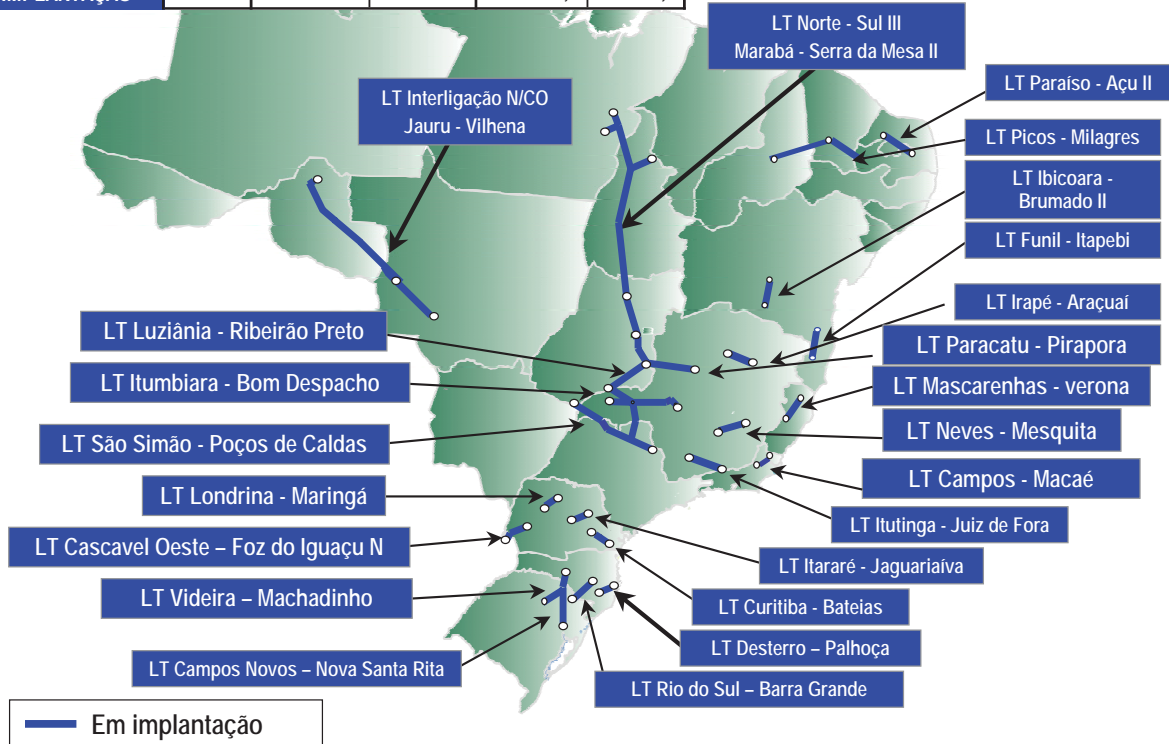 LT Norte - Sul III
Marabá - Serra da Mesa II
LT Interligação N/CO
Jauru - Vilhena
LT Paraíso - Açu II
LT Picos - Milagres
LT Ibicoara -
Brumado II
LT Funil - Itapebi
LT Irapé - Araçuaí
LT Luziânia - Ribeirão Preto
LT Paracatu - Pirapora
LT Itumbiara - Bom Despacho
LT Mascarenhas - verona
LT São Simão - Poços de Caldas
LT Neves - Mesquita
LT Campos - Macaé
LT Londrina - Maringá
LT Itutinga - Juiz de Fora
LT Cascavel Oeste – Foz do Iguaçu N
LT Itararé - Jaguariaíva
LT Videira – Machadinho
LT Curitiba - Bateias
LT Desterro – Palhoça
LT Campos Novos – Nova Santa Rita
LT Rio do Sul – Barra Grande
Em implantação